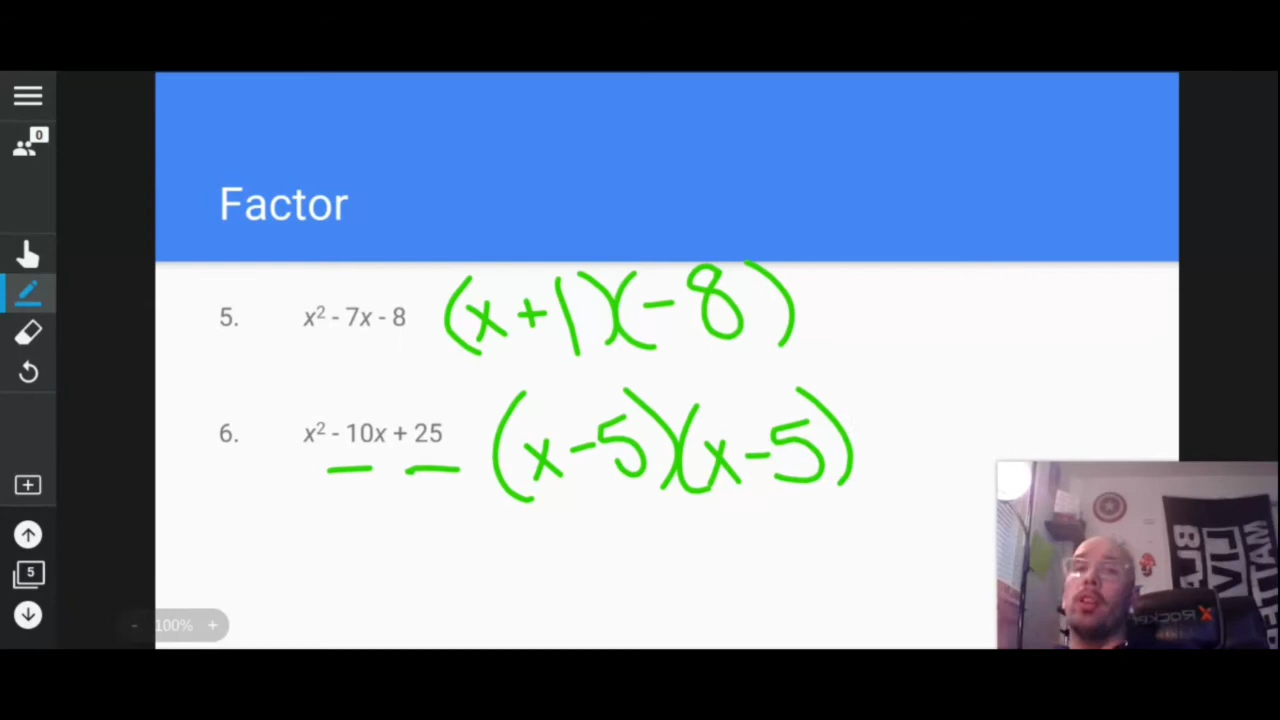 0
Factor
5. x² - 7x - 8 (x+1)(-8)
6. x² - 10x + 25 (x-5)(x-5)
5
- 100% +